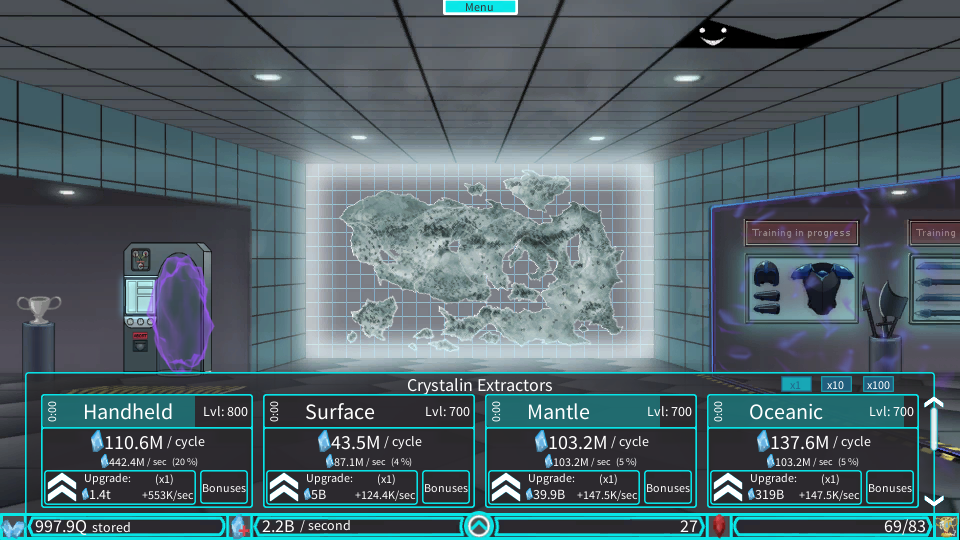 Menu
Training in progress
Training
Crystalin Extractors
x1
x10
x100
0:00
Handheld
Lvl: 800
110.6M / cycle
442.4M / sec (20 %)
Upgrade: (x1)
1.4t
+553K/sec
Bonuses
0:00
Surface
Lvl: 700
43.5M / cycle
87.1M / sec (4 %)
Upgrade: (x1)
5B
+124.4K/sec
Bonuses
0:00
Mantle
Lvl: 700
103.2M / cycle
103.2M / sec (5 %)
Upgrade: (x1)
39.9B
+147.5K/sec
Bonuses
0:00
Oceanic
Lvl: 700
137.6M / cycle
103.2M / sec (5 %)
Upgrade: (x1)
319B
+147.5K/sec
Bonuses
997.9Q stored
2.2B / second
27
69/83